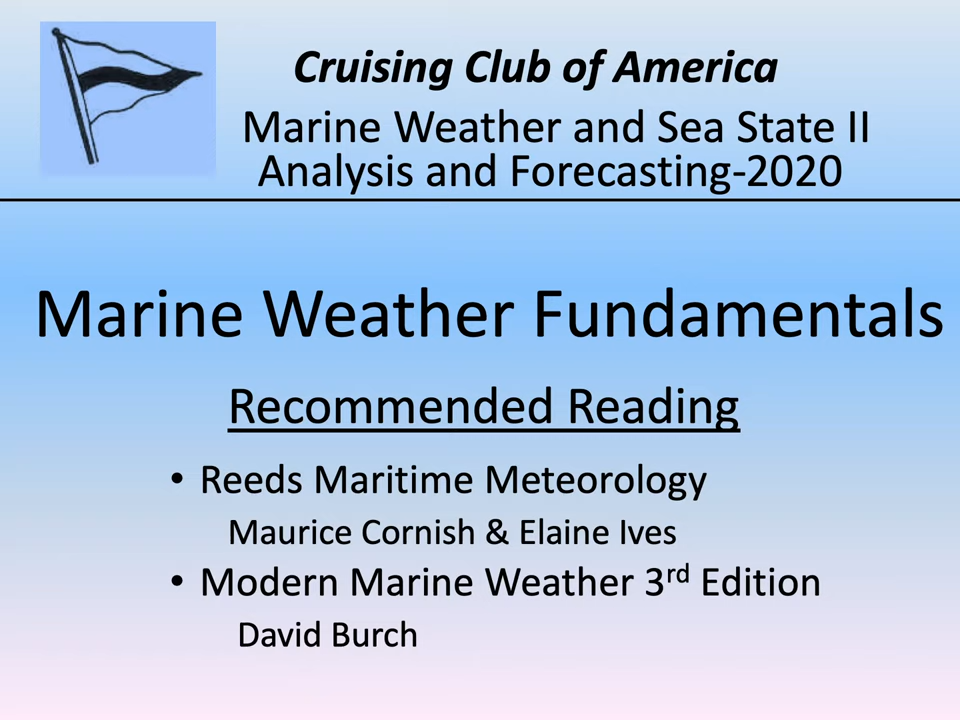 Cruising Club of America
Marine Weather and Sea State II
Analysis and Forecasting-2020
Marine Weather Fundamentals
Recommended Reading
• Reeds Maritime Meteorology
Maurice Cornish & Elaine Ives
• Modern Marine Weather 3rd Edition
David Burch